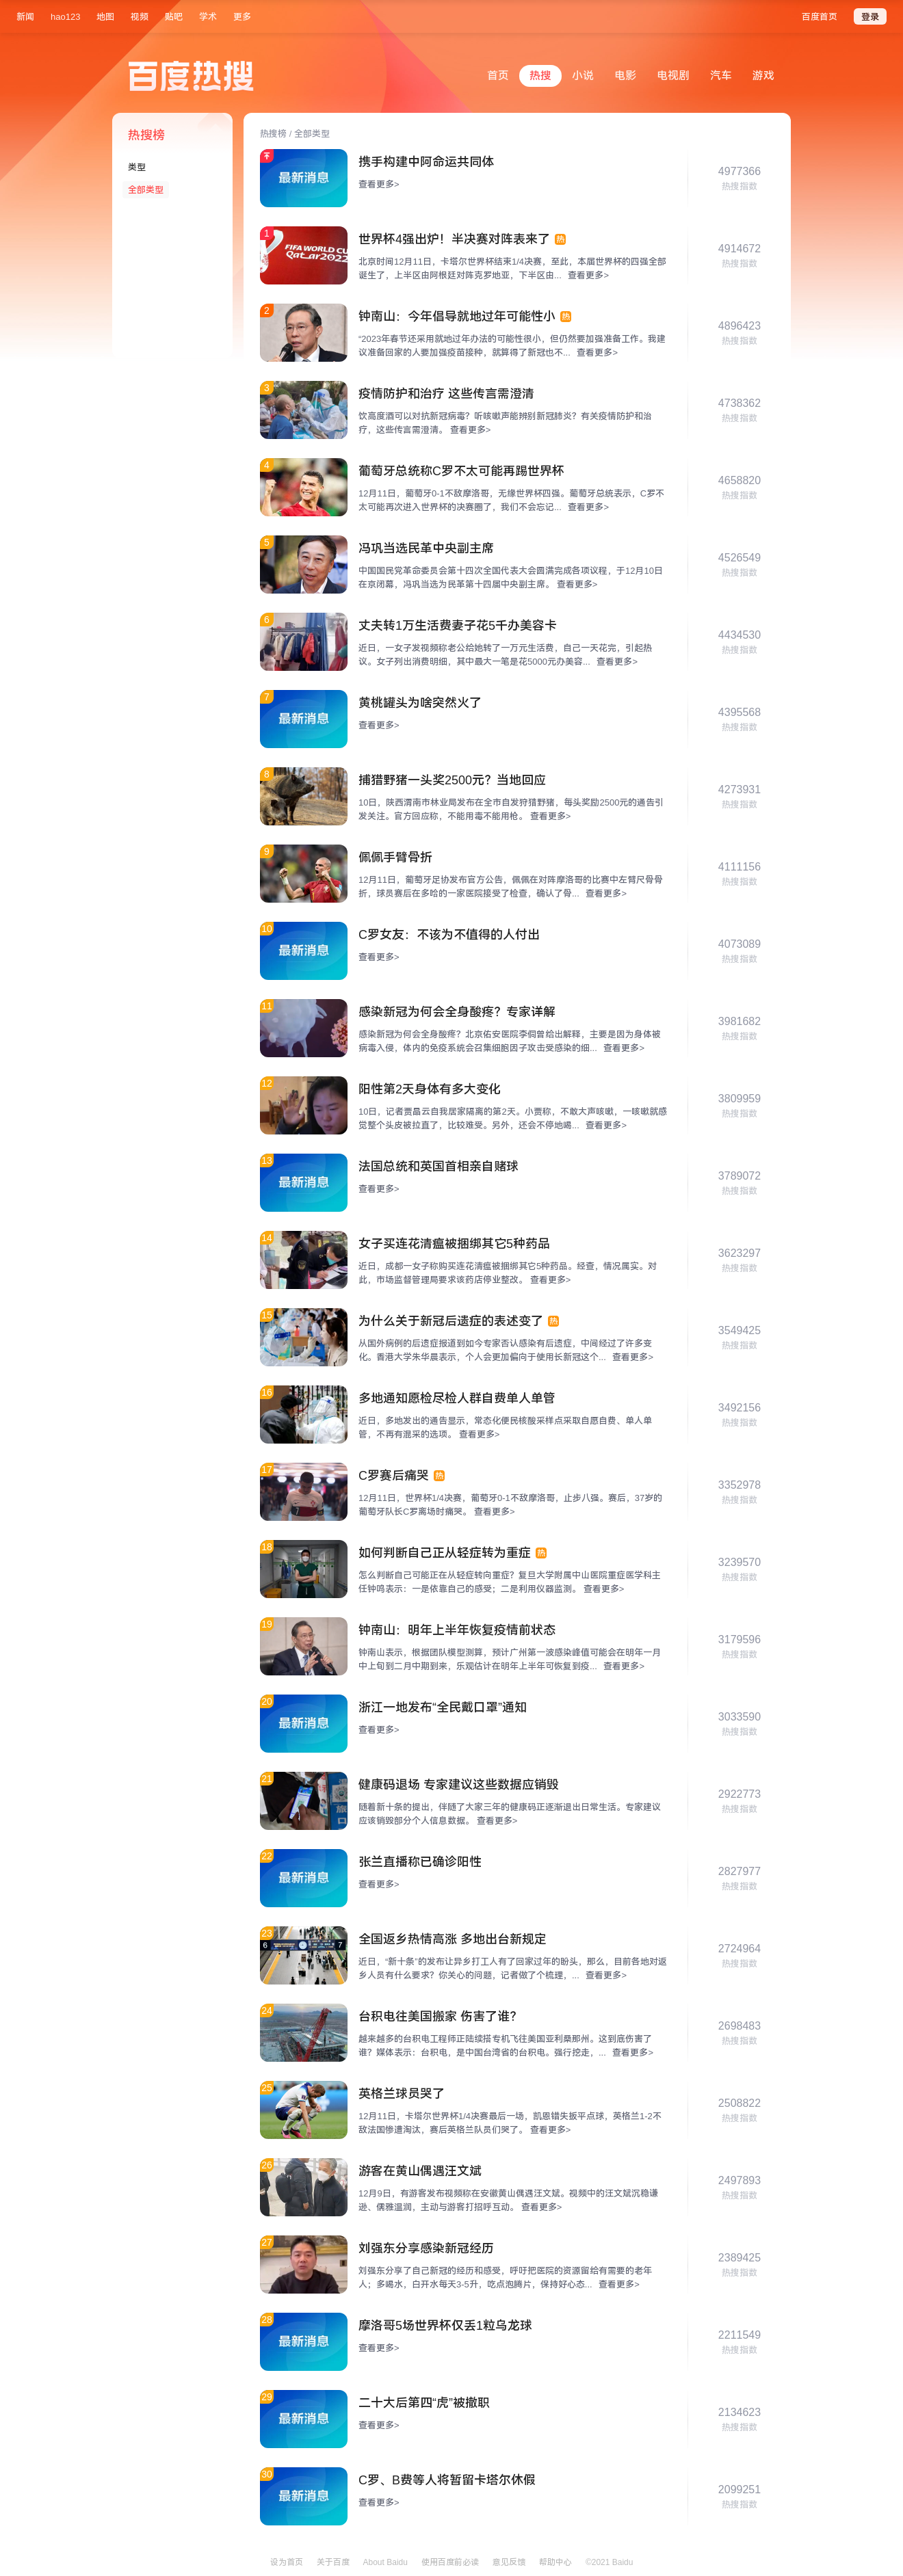 新闻 hao123 地图 视频 贴吧 学术 更多 百度首页 登录
百度热搜
首页 热搜 小说 电影 电视剧 汽车 游戏
热搜榜
类型
全部类型
热搜榜 / 全部类型
最新消息
携手构建中阿命运共同体
查看更多>
4977366
热搜指数
1
FIFA WORLD CUP
Qatar2022
世界杯4强出炉！半决赛对阵表来了 热
北京时间12月11日，卡塔尔世界杯结束1/4决赛，至此，本届世界杯的四强全部
诞生了，上半区由阿根廷对阵克罗地亚，下半区由... 查看更多>
4914672
热搜指数
2
钟南山：今年倡导就地过年可能性小 热
“2023年春节还采用就地过年办法的可能性很小，但仍然要加强准备工作。我建
议准备回家的人要加强疫苗接种，就算得了新冠也不... 查看更多>
4896423
热搜指数
3
疫情防护和治疗 这些传言需澄清
饮高度酒可以对抗新冠病毒？听咳嗽声能辨别新冠肺炎？有关疫情防护和治
疗，这些传言需澄清。 查看更多>
4738362
热搜指数
4
葡萄牙总统称C罗不太可能再踢世界杯
12月11日，葡萄牙0-1不敌摩洛哥，无缘世界杯四强。葡萄牙总统表示，C罗不
太可能再次进入世界杯的决赛圈了，我们不会忘记... 查看更多>
4658820
热搜指数
5
冯巩当选民革中央副主席
中国国民党革命委员会第十四次全国代表大会圆满完成各项议程，于12月10日
在京闭幕，冯巩当选为民革第十四届中央副主席。 查看更多>
4526549
热搜指数
6
丈夫转1万生活费妻子花5千办美容卡
近日，一女子发视频称老公给她转了一万元生活费，自己一天花完，引起热
议。女子列出消费明细，其中最大一笔是花5000元办美容... 查看更多>
4434530
热搜指数
7
最新消息
黄桃罐头为啥突然火了
查看更多>
4395568
热搜指数
8
捕猎野猪一头奖2500元？当地回应
10日，陕西渭南市林业局发布在全市自发狩猎野猪，每头奖励2500元的通告引
发关注。官方回应称，不能用毒不能用枪。 查看更多>
4273931
热搜指数
9
佩佩手臂骨折
12月11日，葡萄牙足协发布官方公告，佩佩在对阵摩洛哥的比赛中左臂尺骨骨
折，球员赛后在多哈的一家医院接受了检查，确认了骨... 查看更多>
4111156
热搜指数
10
最新消息
C罗女友：不该为不值得的人付出
查看更多>
4073089
热搜指数
11
感染新冠为何会全身酸疼？专家详解
感染新冠为何会全身酸疼？北京佑安医院李侗曾给出解释，主要是因为身体被
病毒入侵，体内的免疫系统会召集细胞因子攻击受感染的细... 查看更多>
3981682
热搜指数
12
阳性第2天身体有多大变化
10日，记者贾晶云自我居家隔离的第2天。小贾称，不敢大声咳嗽，一咳嗽就感
觉整个头皮被拉直了，比较难受。另外，还会不停地喝... 查看更多>
3809959
热搜指数
13
最新消息
法国总统和英国首相亲自赌球
查看更多>
3789072
热搜指数
14
女子买连花清瘟被捆绑其它5种药品
近日，成都一女子称购买连花清瘟被捆绑其它5种药品。经查，情况属实。对
此，市场监督管理局要求该药店停业整改。 查看更多>
3623297
热搜指数
15
为什么关于新冠后遗症的表述变了 热
从国外病例的后遗症报道到如今专家否认感染有后遗症，中间经过了许多变
化。香港大学朱华晨表示，个人会更加偏向于使用长新冠这个... 查看更多>
3549425
热搜指数
16
多地通知愿检尽检人群自费单人单管
近日，多地发出的通告显示，常态化便民核酸采样点采取自愿自费、单人单
管，不再有混采的选项。 查看更多>
3492156
热搜指数
17
C罗赛后痛哭 热
12月11日，世界杯1/4决赛，葡萄牙0-1不敌摩洛哥，止步八强。赛后，37岁的
葡萄牙队长C罗离场时痛哭。 查看更多>
3352978
热搜指数
18
如何判断自己正从轻症转为重症 热
怎么判断自己可能正在从轻症转向重症？复旦大学附属中山医院重症医学科主
任钟鸣表示：一是依靠自己的感受；二是利用仪器监测。 查看更多>
3239570
热搜指数
19
钟南山：明年上半年恢复疫情前状态
钟南山表示，根据团队模型测算，预计广州第一波感染峰值可能会在明年一月
中上旬到二月中期到来，乐观估计在明年上半年可恢复到疫... 查看更多>
3179596
热搜指数
20
最新消息
浙江一地发布“全民戴口罩”通知
查看更多>
3033590
热搜指数
21
健康码退场 专家建议这些数据应销毁
随着新十条的提出，伴随了大家三年的健康码正逐渐退出日常生活。专家建议
应该销毁部分个人信息数据。 查看更多>
2922773
热搜指数
22
最新消息
张兰直播称已确诊阳性
查看更多>
2827977
热搜指数
23
6 7
全国返乡热情高涨 多地出台新规定
近日，“新十条”的发布让异乡打工人有了回家过年的盼头，那么，目前各地对返
乡人员有什么要求？你关心的问题，记者做了个梳理，... 查看更多>
2724964
热搜指数
24
台积电往美国搬家 伤害了谁？
越来越多的台积电工程师正陆续搭专机飞往美国亚利桑那州。这到底伤害了
谁？媒体表示：台积电，是中国台湾省的台积电。强行挖走，... 查看更多>
2698483
热搜指数
25
英格兰球员哭了
12月11日，卡塔尔世界杯1/4决赛最后一场，凯恩错失扳平点球，英格兰1-2不
敌法国惨遭淘汰，赛后英格兰队员们哭了。 查看更多>
2508822
热搜指数
26
游客在黄山偶遇汪文斌
12月9日，有游客发布视频称在安徽黄山偶遇汪文斌。视频中的汪文斌沉稳谦
逊、儒雅温润，主动与游客打招呼互动。 查看更多>
2497893
热搜指数
27
刘强东分享感染新冠经历
刘强东分享了自己新冠的经历和感受，呼吁把医院的资源留给有需要的老年
人；多喝水，白开水每天3-5升，吃点泡腾片，保持好心态... 查看更多>
2389425
热搜指数
28
最新消息
摩洛哥5场世界杯仅丢1粒乌龙球
查看更多>
2211549
热搜指数
29
最新消息
二十大后第四“虎”被撤职
查看更多>
2134623
热搜指数
30
最新消息
C罗、B费等人将暂留卡塔尔休假
查看更多>
2099251
热搜指数
设为首页 关于百度 About Baidu 使用百度前必读 意见反馈 帮助中心 ©2021 Baidu